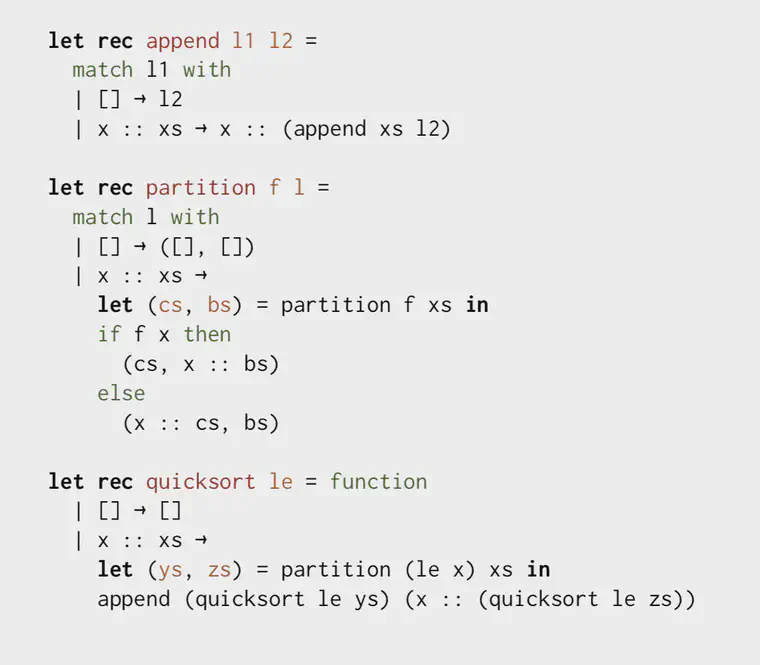 let rec append l1 l2 =
  match l1 with
  | [] → l2
  | x :: xs → x :: (append xs l2)

let rec partition f l =
  match l with
  | [] → ([], [])
  | x :: xs →
    let (cs, bs) = partition f xs in
    if f x then
      (cs, x :: bs)
    else
      (x :: cs, bs)

let rec quicksort le = function
  | [] → []
  | x :: xs →
    let (ys, zs) = partition (le x) xs in
    append (quicksort le ys) (x :: (quicksort le zs))